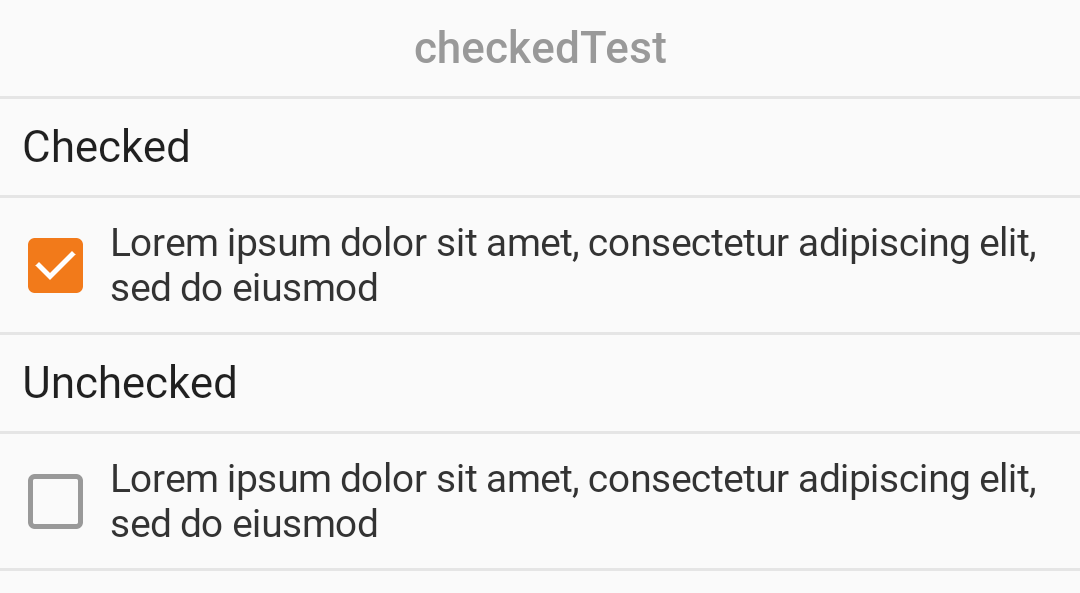 checkedTest
Checked
Lorem ipsum dolor sit amet, consectetur adipiscing elit,
sed do eiusmod
Unchecked
Lorem ipsum dolor sit amet, consectetur adipiscing elit,
sed do eiusmod